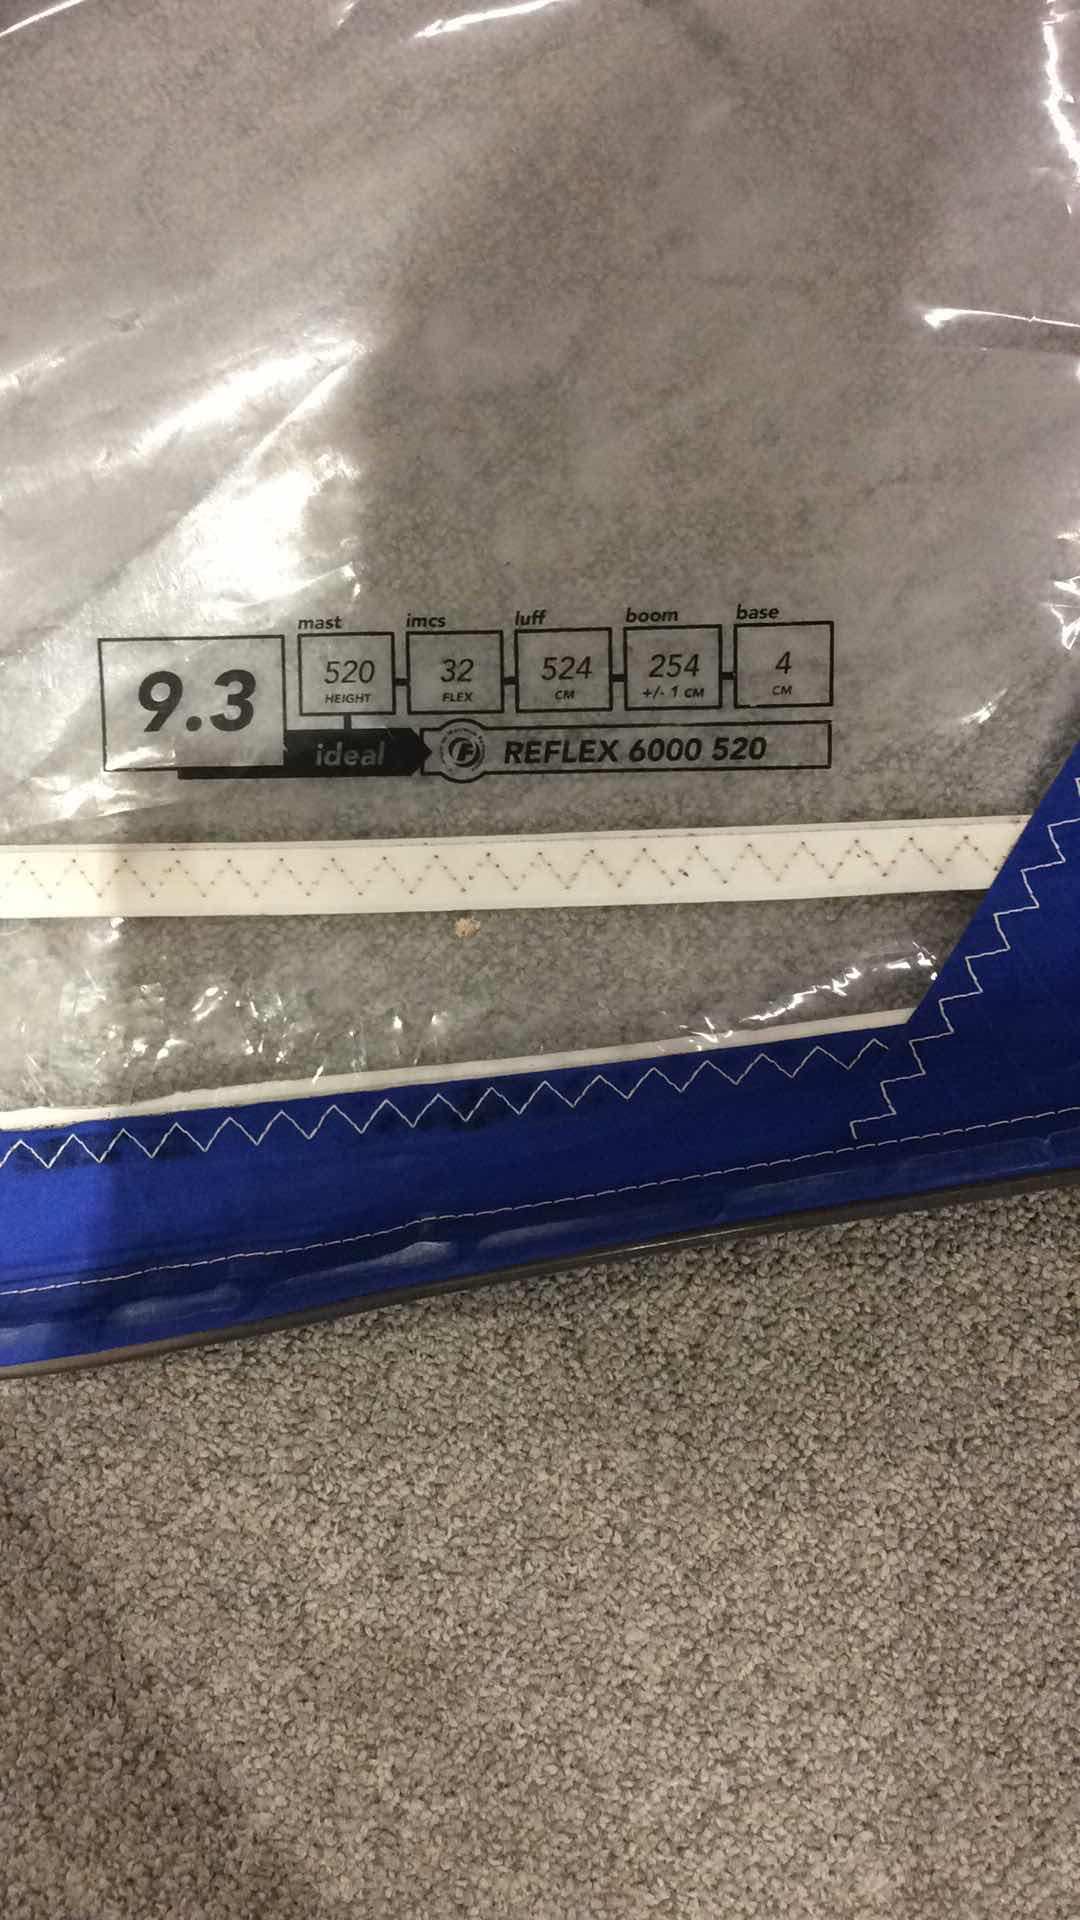 mast imcs luff boom base
9.3 520 32 524 254 4
HEIGHT FLEX CM +/- 1 CM CM
ideal F REFLEX 6000 520